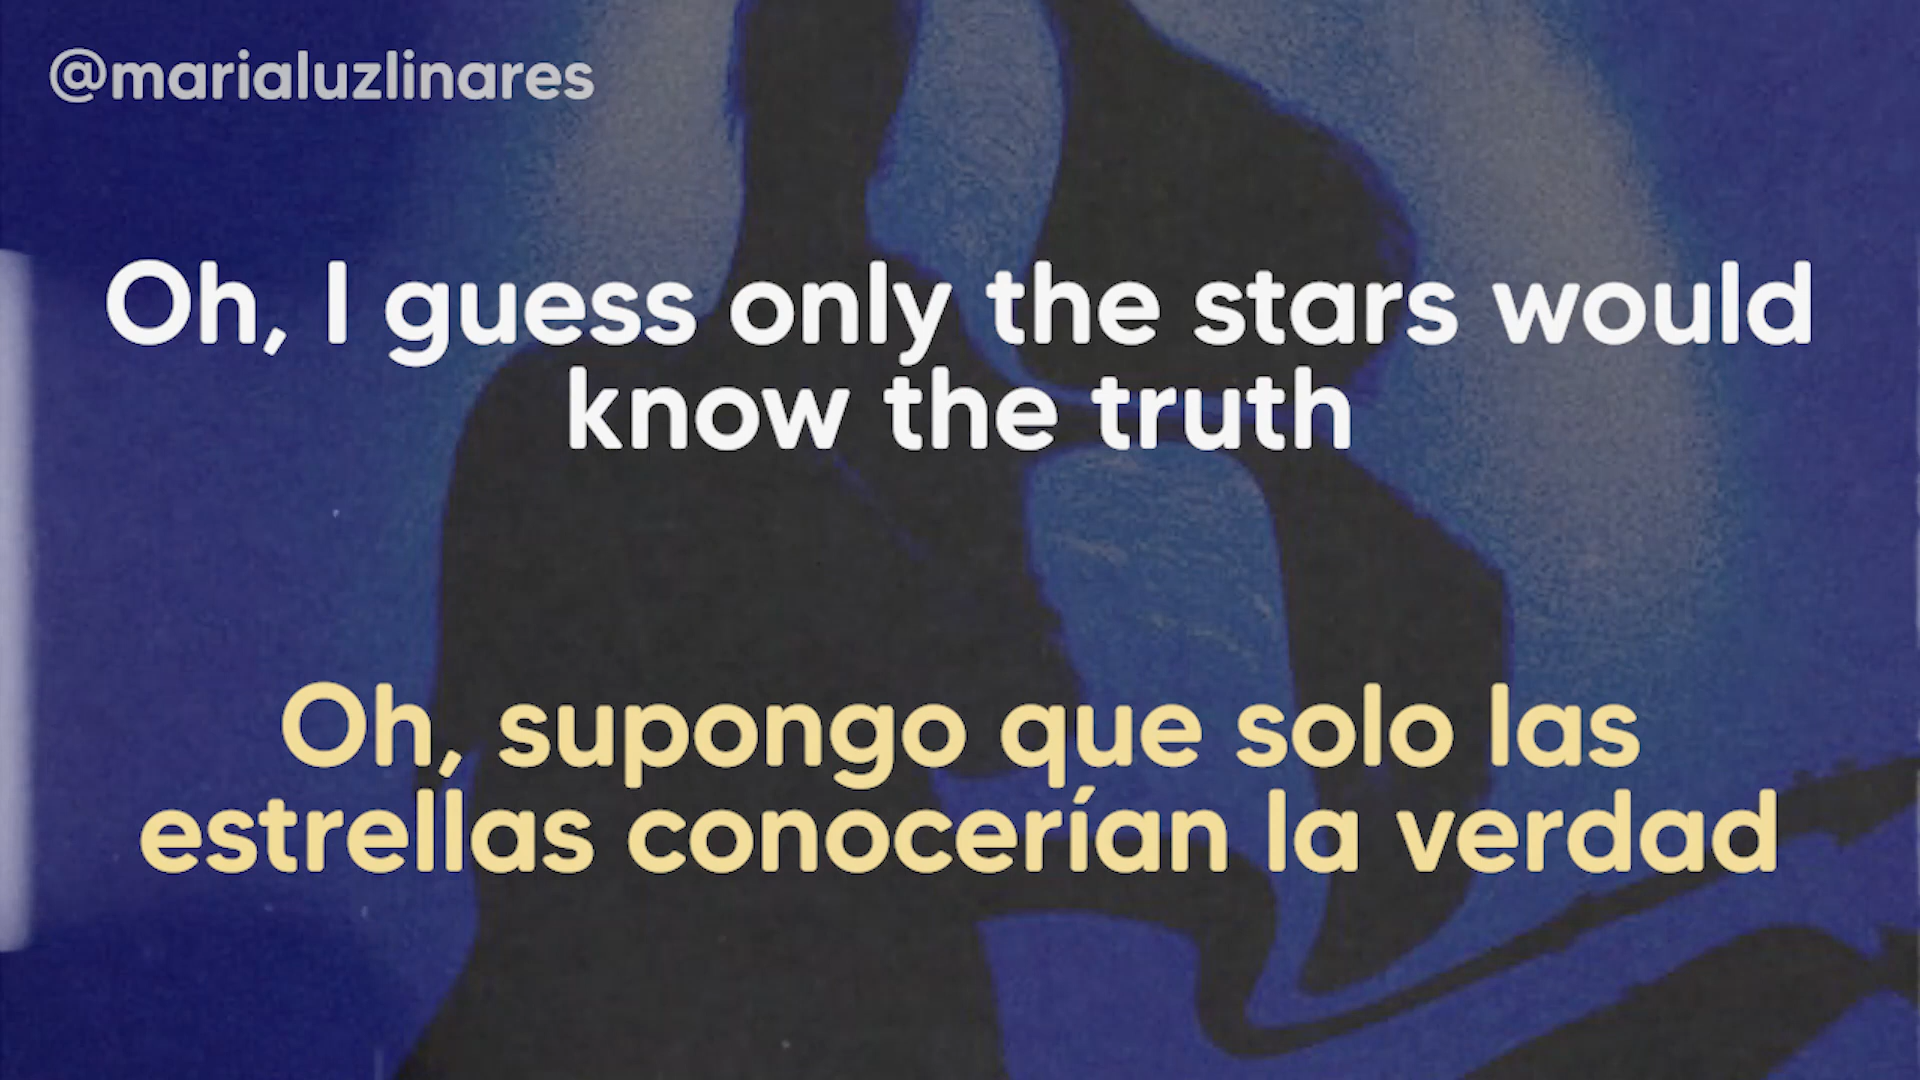 @marialuzlinares
Oh, I guess only the stars would
know the truth
Oh, supongo que solo las
estrellas conocerían la verdad